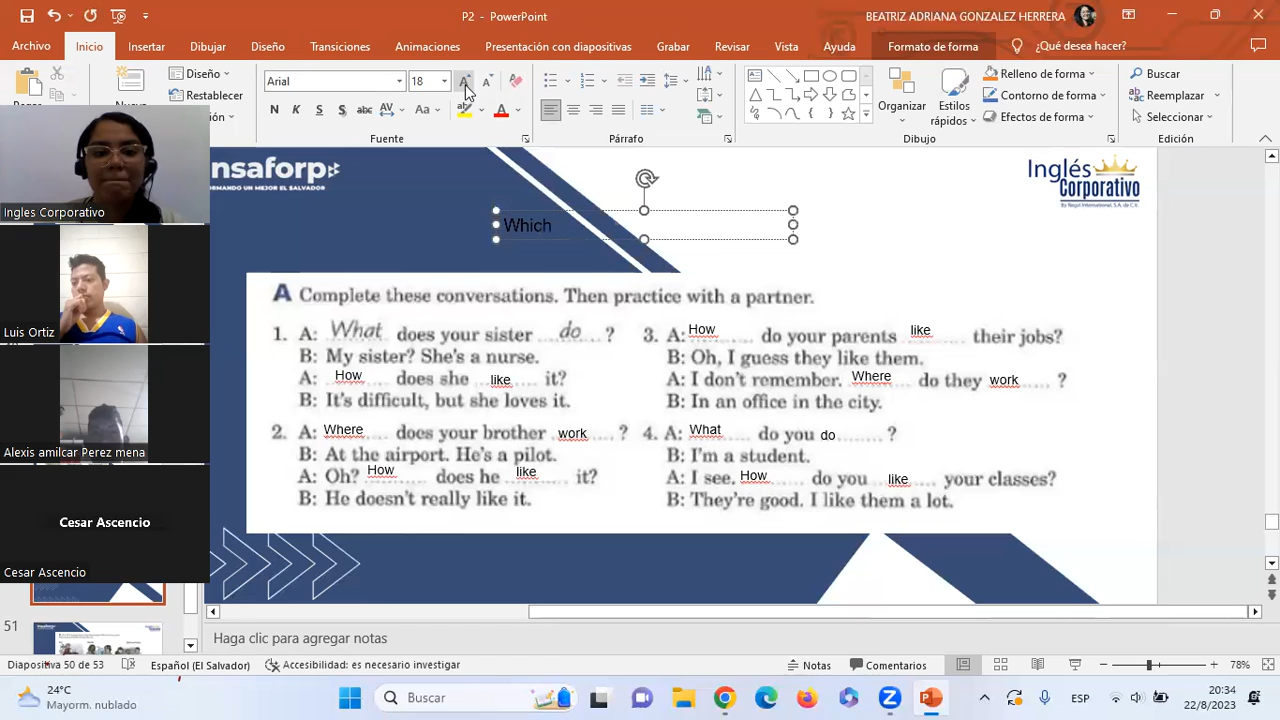 P2 - PowerPoint
BEATRIZ ADRIANA GONZALEZ HERRERA
Archivo Inicio Insertar Dibujar Diseño Transiciones Animaciones Presentación con diapositivas Grabar Revisar Vista Ayuda Formato de forma ¿Qué desea hacer?
Diseño
Restablecer
Arial 18
N K S S abc AV Aa
Fuente
Párrafo
Organizar
Estilos rápidos
Relleno de forma
Contorno de forma
Efectos de forma
Dibujo
Buscar
Reemplazar
Seleccionar
Edición
Ingles Corporativo
Luis Ortiz
Alexis amilcar Perez mena
Cesar Ascencio
Cesar Ascencio
nsaforp
FORMANDO UN MEJOR EL SALVADOR
Inglés
Corporativo
Which
A Complete these conversations. Then practice with a partner.
1. A: What does your sister do ?
B: My sister? She's a nurse.
A: How does she like it?
B: It's difficult, but she loves it.
2. A: Where does your brother work ?
B: At the airport. He's a pilot.
A: Oh? How does he like it?
B: He doesn't really like it.
3. A: How do your parents like their jobs?
B: Oh, I guess they like them.
A: I don't remember. Where do they work ?
B: In an office in the city.
4. A: What do you do ?
B: I'm a student.
A: I see. How do you like your classes?
B: They're good. I like them a lot.
51
Haga clic para agregar notas
Diapositiva 50 de 53 Español (El Salvador) Accesibilidad: es necesario investigar Notas Comentarios 78%
24°C
Mayorm. nublado
Buscar
ESP
20:34
22/8/2023